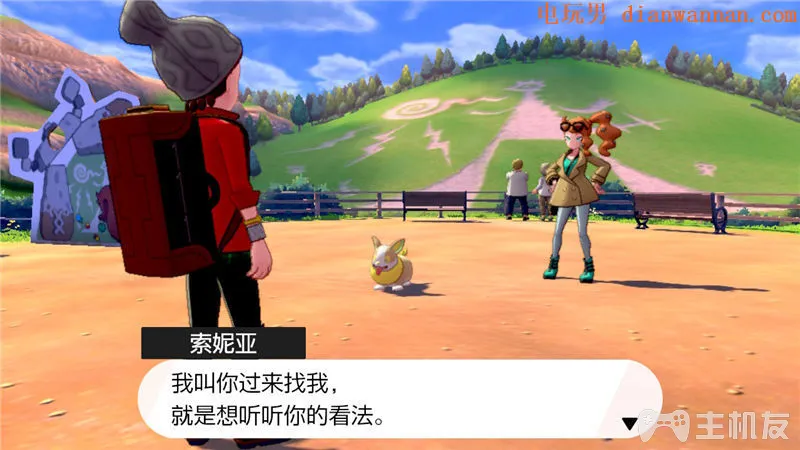 电玩男 dianwannan.com
索妮亚
我叫你过来找我,
就是想听听你的看法。
主机友